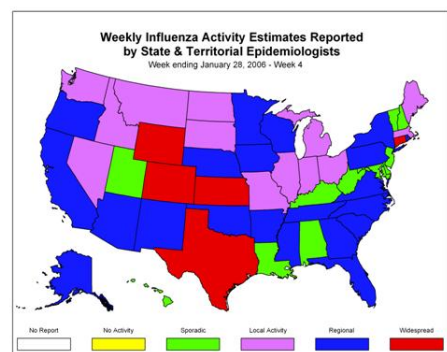 Weekly Influenza Activity Estimates Reported
by State & Territorial Epidemiologists
Week ending January 28, 2006 - Week 4
No Report
No Activity
Sporadic
Local Activity
Regional
Widespread